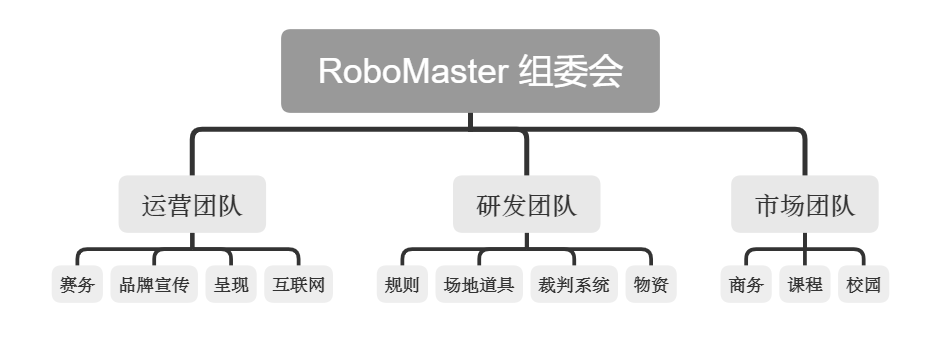 RoboMaster 组委会
运营团队
研发团队
市场团队
赛务
品牌宣传
呈现
互联网
规则
场地道具
裁判系统
物资
商务
课程
校园